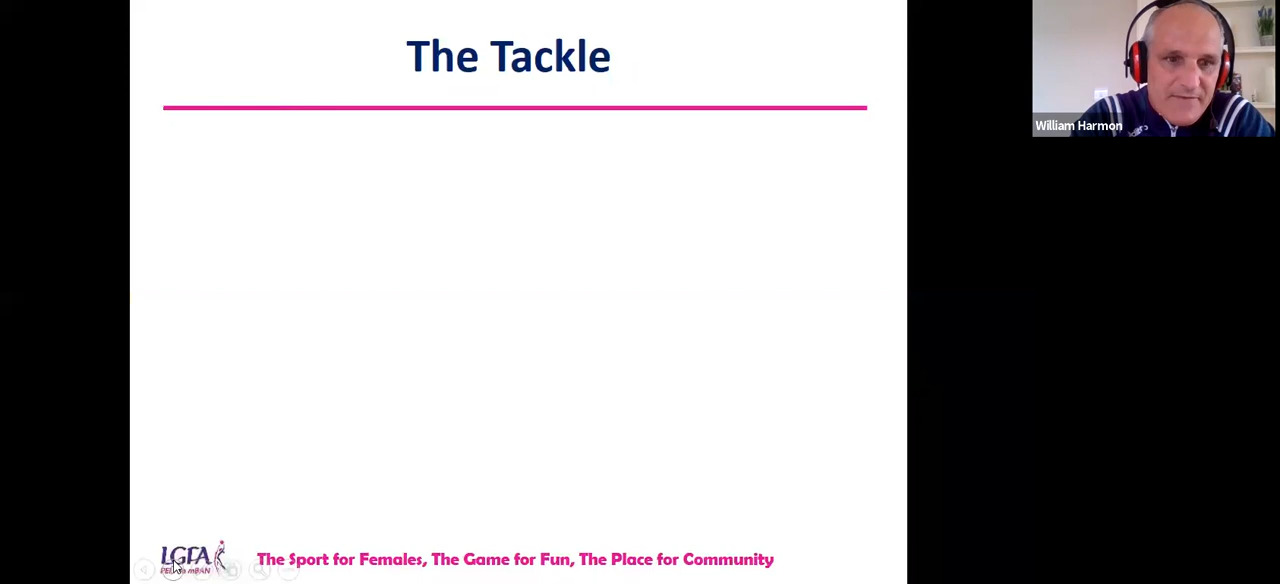 The Tackle
William Harmon
LGFA
The Sport for Females, The Game for Fun, The Place for Community